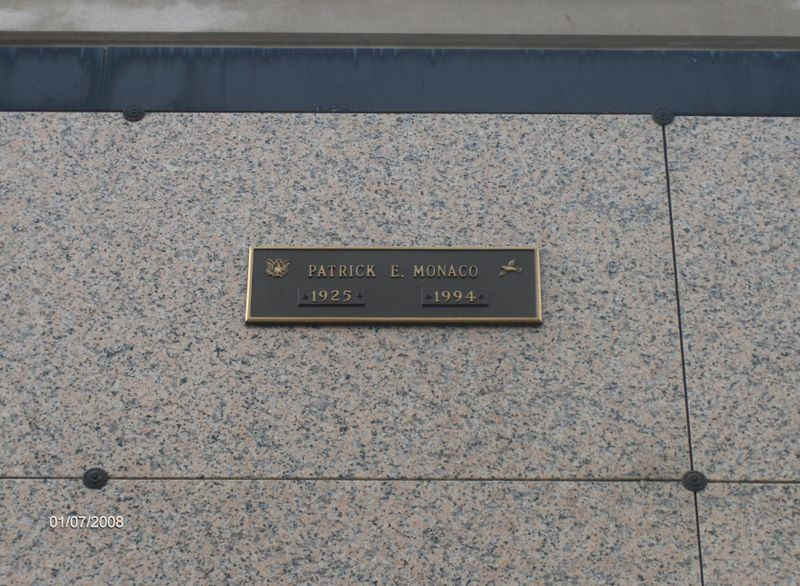 PATRICK E. MONACO
1925 1994
01/07/2008